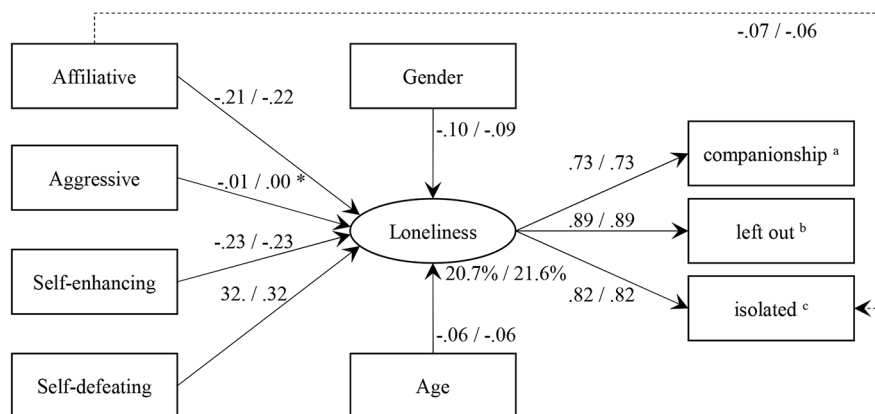 -.07 / -.06
Affiliative
Gender
-.21 / -.22
-.10 / -.09
companionship a
.73 / .73
Aggressive
-.01 / .00 *
Loneliness
.89 / .89
left out b
-.23 / -.23
Self-enhancing
20.7% / 21.6%
32. / .32
.82 / .82
isolated c
-.06 / -.06
Self-defeating
Age